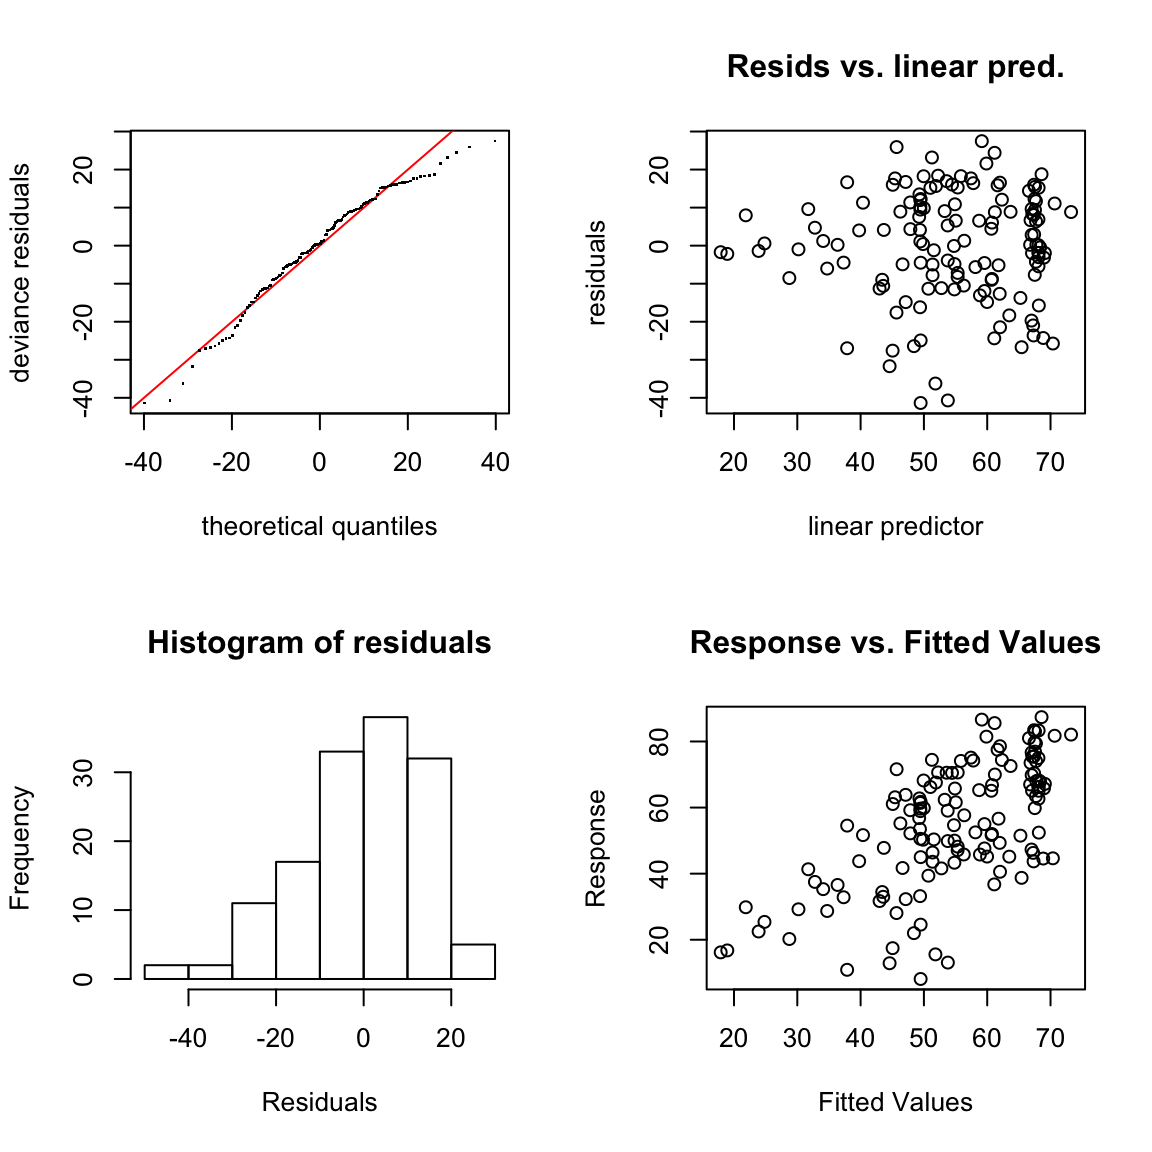 deviance residuals
20
0
-20
-40
-40 -20 0 20 40
theoretical quantiles
Resids vs. linear pred.
residuals
20
0
-20
-40
20 30 40 50 60 70
linear predictor
Histogram of residuals
Frequency
30
20
10
0
-40 -20 0 20
Residuals
Response vs. Fitted Values
Response
80
60
40
20
20 30 40 50 60 70
Fitted Values